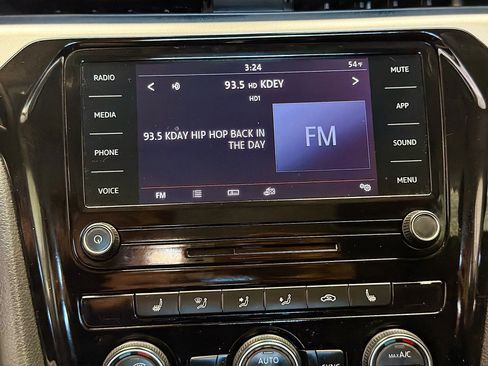 3:24
54°F
RADIO
MEDIA
PHONE
VOICE
93.5 HD KDEY
HD1
93.5 KDAY HIP HOP BACK IN
THE DAY
FM
FM
MUTE
APP
SOUND
MENU
AUTO
SYNC
MAX A/C